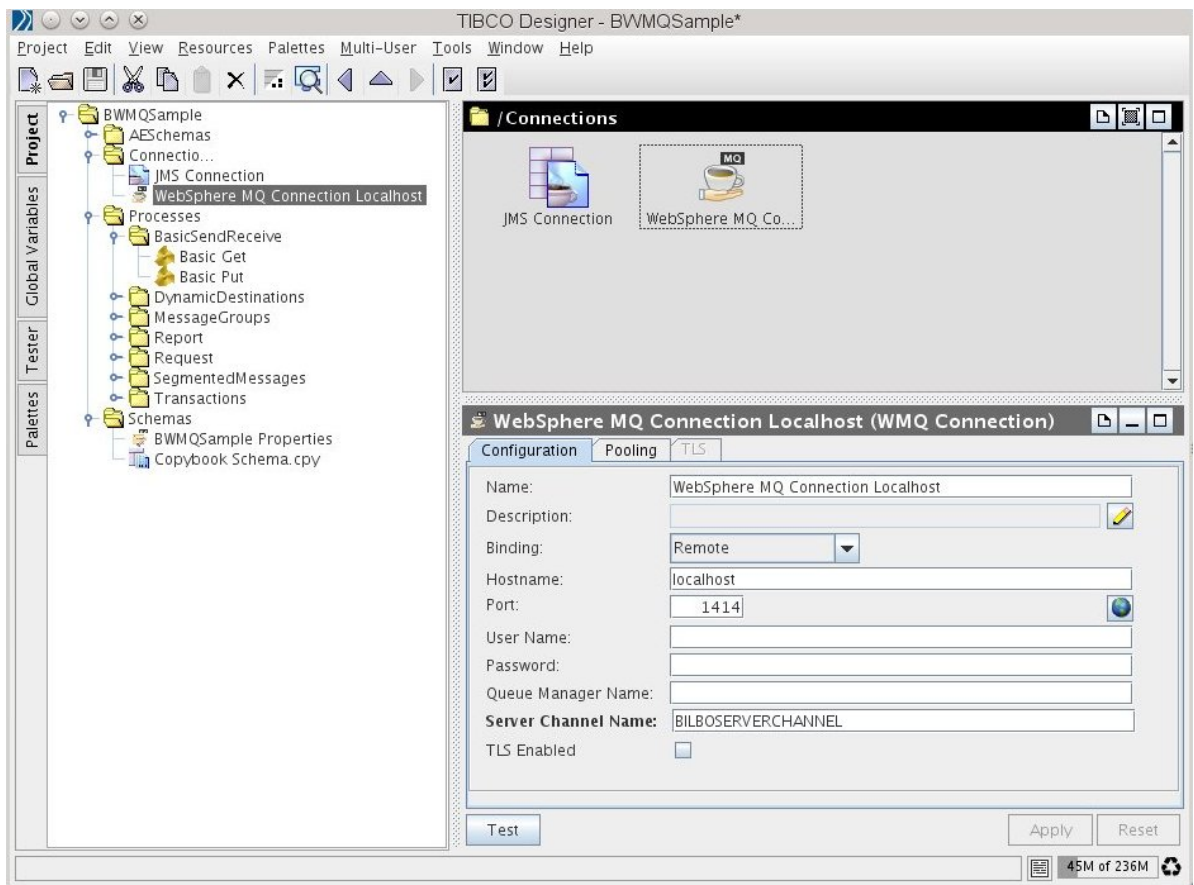 TIBCO Designer - BWMQSample*
Project Edit View Resources Palettes Multi-User Tools Window Help
Project
Global Variables
Tester
Palettes
BWMQSample
AESchemas
Connectio...
JMS Connection
WebSphere MQ Connection Localhost
Processes
BasicSendReceive
Basic Get
Basic Put
DynamicDestinations
MessageGroups
Report
Request
SegmentedMessages
Transactions
Schemas
BWMQSample Properties
Copybook Schema.cpy
/Connections
MQ
JMS Connection WebSphere MQ Co...
WebSphere MQ Connection Localhost (WMQ Connection)
Configuration Pooling TLS
Name: WebSphere MQ Connection Localhost
Description:
Binding: Remote
Hostname: localhost
Port: 1414
User Name:
Password:
Queue Manager Name:
Server Channel Name: BILBOSERVERCHANNEL
TLS Enabled
Test Apply Reset
45M of 236M